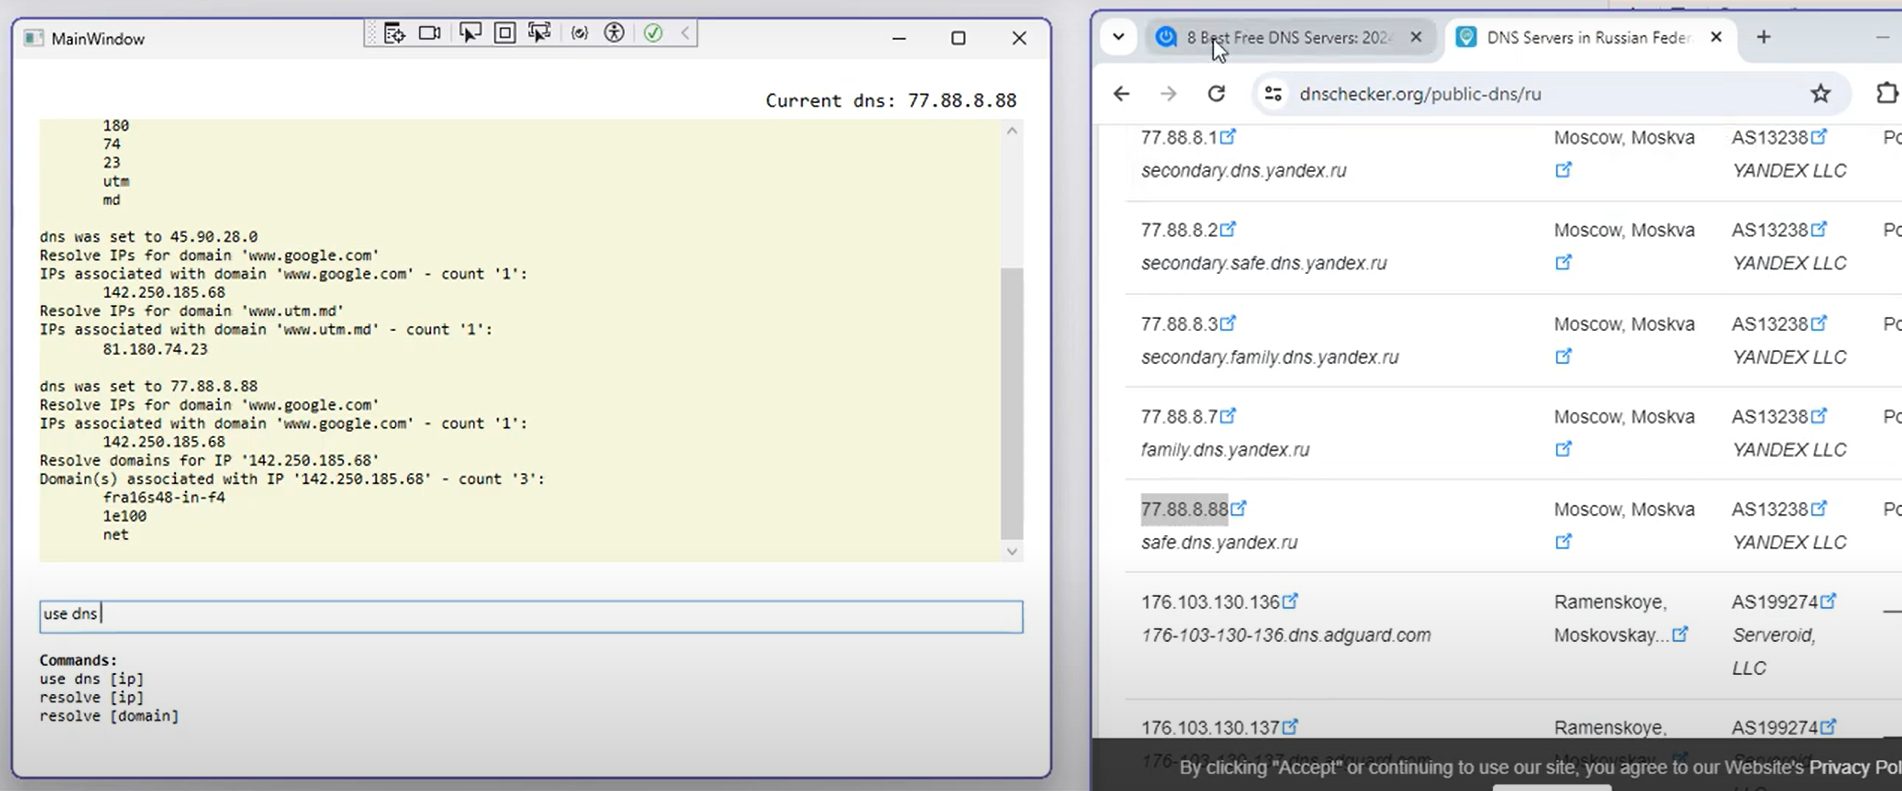 MainWindow
Current dns: 77.88.8.88
180
74
23
utm
md
dns was set to 45.90.28.0
Resolve IPs for domain 'www.google.com'
IPs associated with domain 'www.google.com' - count '1':
142.250.185.68
Resolve IPs for domain 'www.utm.md'
IPs associated with domain 'www.utm.md' - count '1':
81.180.74.23
dns was set to 77.88.8.88
Resolve IPs for domain 'www.google.com'
IPs associated with domain 'www.google.com' - count '1':
142.250.185.68
Resolve domains for IP '142.250.185.68'
Domain(s) associated with IP '142.250.185.68' - count '3':
fra16s48-in-f4
1e100
net
use dns
Commands:
use dns [ip]
resolve [ip]
resolve [domain]
8 Best Free DNS Servers: 202
DNS Servers in Russian Feder
dnschecker.org/public-dns/ru
77.88.8.1 Moscow, Moskva AS13238 Po
secondary.dns.yandex.ru YANDEX LLC
77.88.8.2 Moscow, Moskva AS13238 Po
secondary.safe.dns.yandex.ru YANDEX LLC
77.88.8.3 Moscow, Moskva AS13238 Po
secondary.family.dns.yandex.ru YANDEX LLC
77.88.8.7 Moscow, Moskva AS13238 Po
family.dns.yandex.ru YANDEX LLC
77.88.8.88 Moscow, Moskva AS13238 Po
safe.dns.yandex.ru YANDEX LLC
176.103.130.136 Ramenskoye, AS199274
176-103-130-136.dns.adguard.com Moskovskay... Serveroid,
LLC
176.103.130.137 Ramenskoye, AS199274
176-103-130-137.dns.adguard.com Moskovskay... Serveroid,
By clicking "Accept" or continuing to use our site, you agree to our Website's Privacy Pol